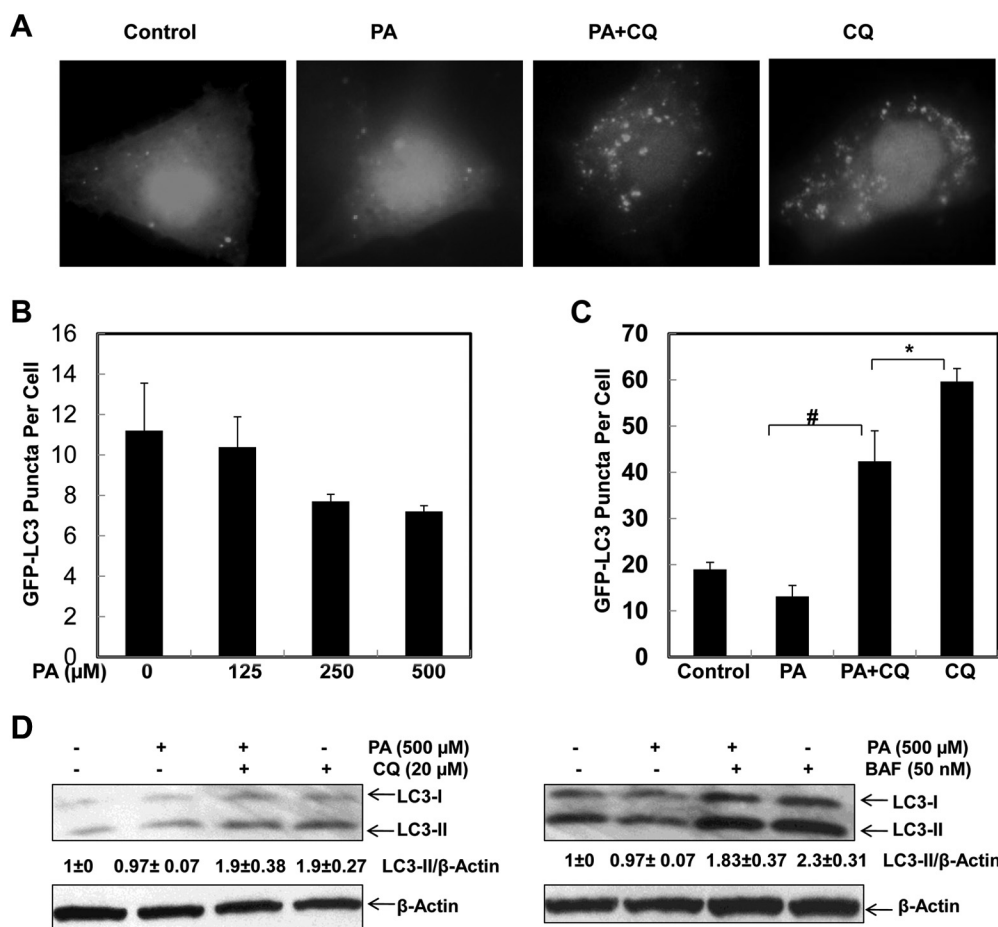 A
Control PA PA+CQ CQ
B
GFP-LC3 Puncta Per Cell
16
14
12
10
8
6
4
2
0
PA (µM) 0 125 250 500
C
GFP-LC3 Puncta Per Cell
70
60
50
40
30
20
10
0
#
*
Control PA PA+CQ CQ
D
- + + - PA (500 µM)
- - + + CQ (20 µM)
LC3-I
LC3-II
1±0 0.97± 0.07 1.9±0.38 1.9±0.27 LC3-II/β-Actin
β-Actin
- + + - PA (500 µM)
- - + + BAF (50 nM)
LC3-I
LC3-II
1±0 0.97± 0.07 1.83±0.37 2.3±0.31 LC3-II/β-Actin
β-Actin